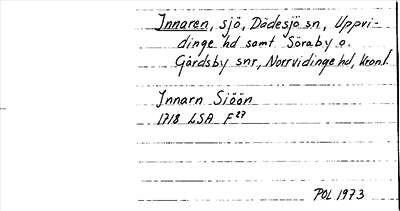 Innaren, sjö, Dädesjö sn, Uppvi-
dinge hd samt Söraby o.
Gårdsby snr, Norrvidinge hd, Kronl.
Innarn Siöön
1718 LSA F27
POL 1973